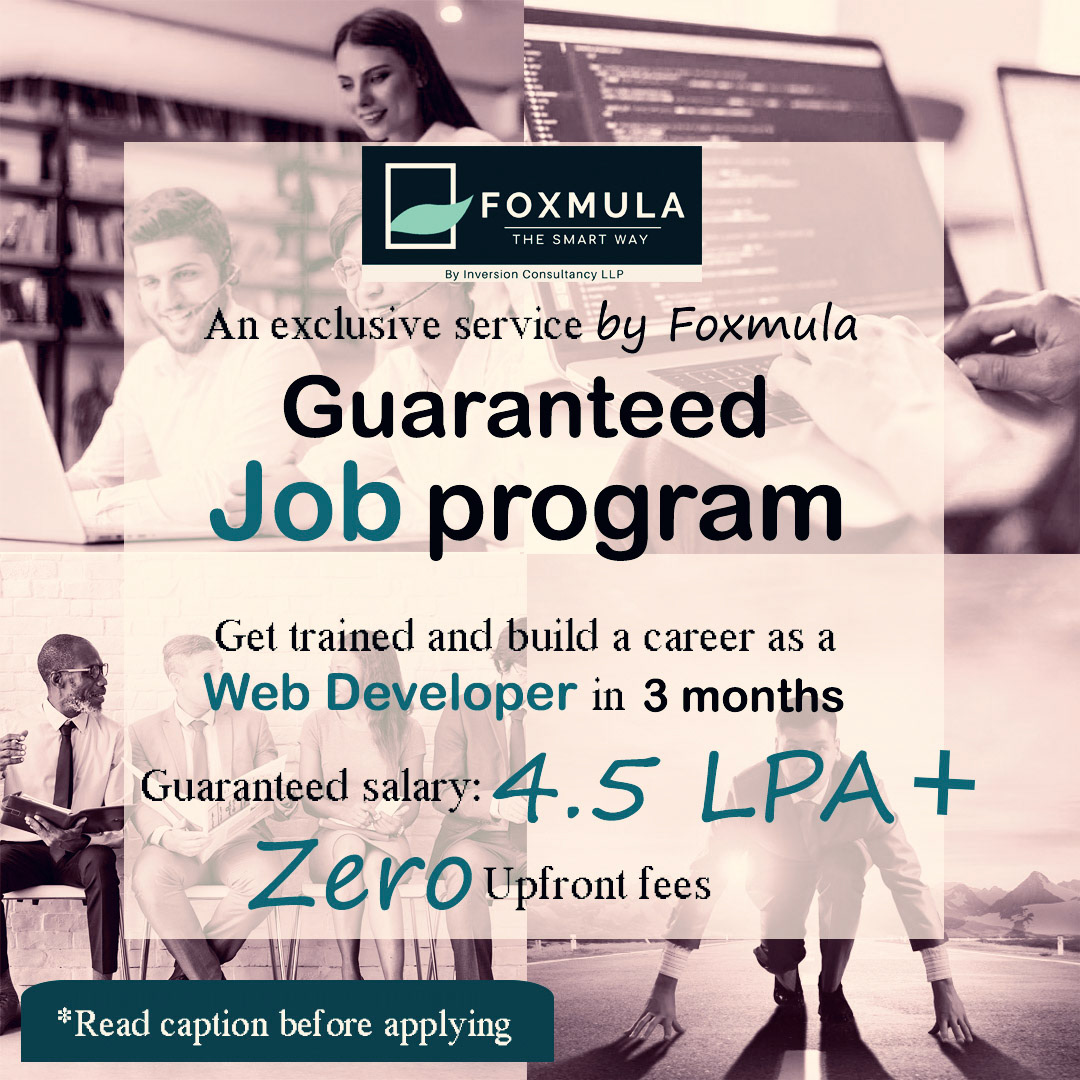 FOXMULA
THE SMART WAY
By Inversion Consultancy LLP
An exclusive service by Foxmula
Guaranteed
Job program
Get trained and build a career as a
Web Developer in 3 months
Guaranteed salary: 4.5 LPA+
Zero Upfront fees
*Read caption before applying